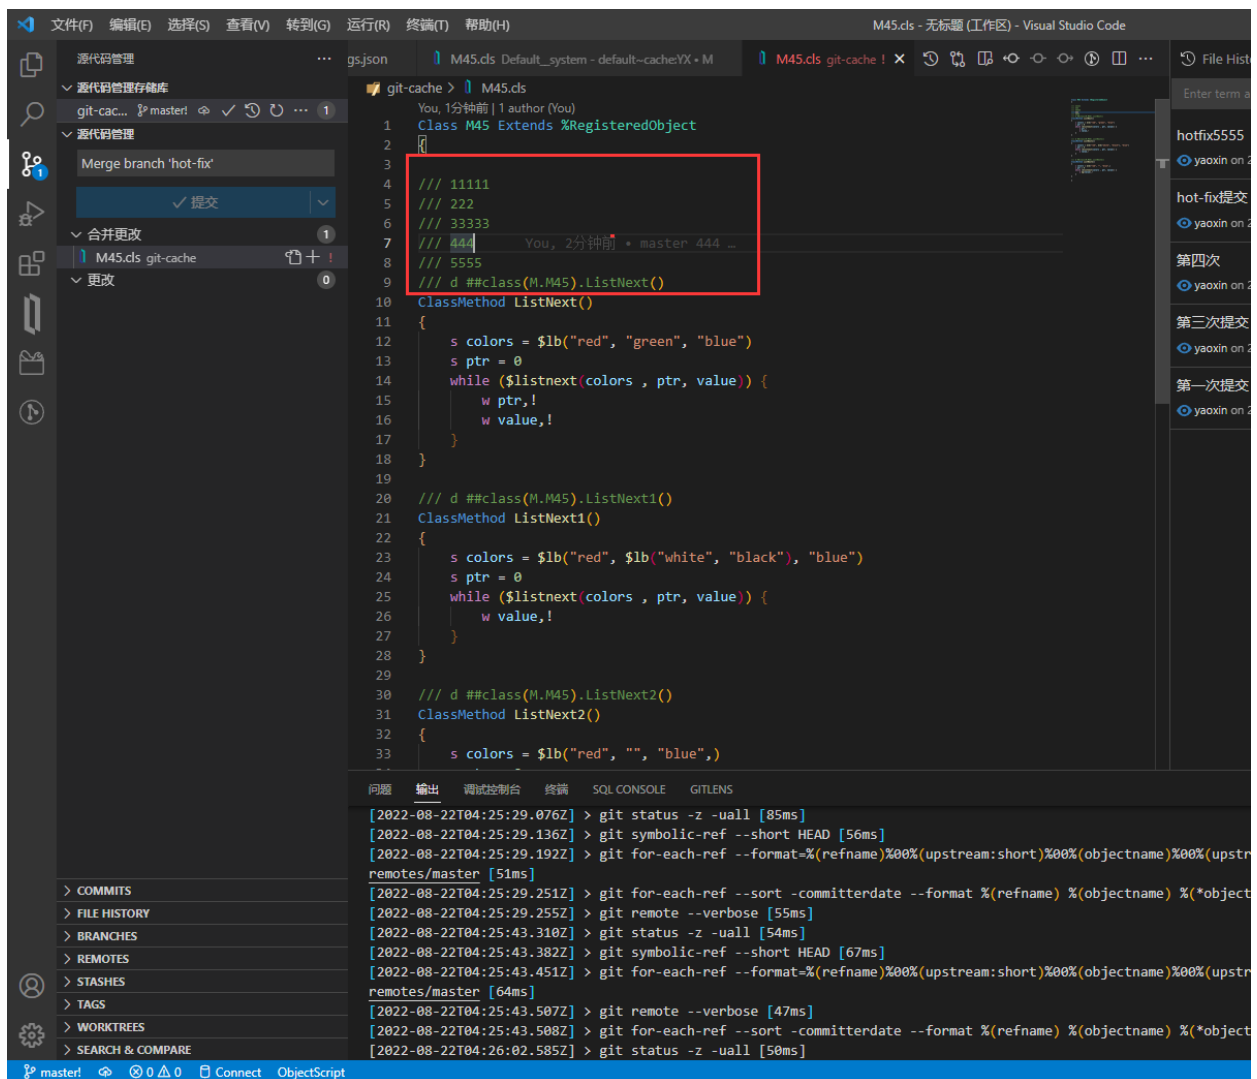 文件(F) 编辑(E) 选择(S) 查看(V) 转到(G) 运行(R) 终端(T) 帮助(H) M45.cls - 无标题 (工作区) - Visual Studio Code
源代码管理
源代码管理存储库
git-cac... master! 1
源代码管理
Merge branch 'hot-fix'
提交
合并更改 1
M45.cls git-cache !
更改 0
COMMITS
FILE HISTORY
BRANCHES
REMOTES
STASHES
TAGS
WORKTREES
SEARCH & COMPARE
gs.json M45.cls Default_system - default~cache:YX • M M45.cls git-cache !
git-cache > M45.cls
You, 1分钟前 | 1 author (You)
1 Class M45 Extends %RegisteredObject
2 {
3
4 /// 11111
5 /// 222
6 /// 33333
7 /// 444 You, 2分钟前 • master 444 …
8 /// 5555
9 /// d ##class(M.M45).ListNext()
10 ClassMethod ListNext()
11 {
12 s colors = $lb("red", "green", "blue")
13 s ptr = 0
14 while ($listnext(colors , ptr, value)) {
15 w ptr,!
16 w value,!
17 }
18 }
19
20 /// d ##class(M.M45).ListNext1()
21 ClassMethod ListNext1()
22 {
23 s colors = $lb("red", $lb("white", "black"), "blue")
24 s ptr = 0
25 while ($listnext(colors , ptr, value)) {
26 w value,!
27 }
28 }
29
30 /// d ##class(M.M45).ListNext2()
31 ClassMethod ListNext2()
32 {
33 s colors = $lb("red", "", "blue",)
File Hist
Enter term a
hotfix5555
yaoxin on 2
hot-fix提交
yaoxin on 2
第四次
yaoxin on 2
第三次提交
yaoxin on 2
第一次提交
yaoxin on 2
问题 输出 调试控制台 终端 SQL CONSOLE GITLENS
[2022-08-22T04:25:29.076Z] > git status -z -uall [85ms]
[2022-08-22T04:25:29.136Z] > git symbolic-ref --short HEAD [56ms]
[2022-08-22T04:25:29.192Z] > git for-each-ref --format=%(refname)%00%(upstream:short)%00%(objectname)%00%(upstr
remotes/master [51ms]
[2022-08-22T04:25:29.251Z] > git for-each-ref --sort -committerdate --format %(refname) %(objectname) %(*object
[2022-08-22T04:25:29.255Z] > git remote --verbose [55ms]
[2022-08-22T04:25:43.310Z] > git status -z -uall [54ms]
[2022-08-22T04:25:43.382Z] > git symbolic-ref --short HEAD [67ms]
[2022-08-22T04:25:43.451Z] > git for-each-ref --format=%(refname)%00%(upstream:short)%00%(objectname)%00%(upstr
remotes/master [64ms]
[2022-08-22T04:25:43.507Z] > git remote --verbose [47ms]
[2022-08-22T04:25:43.508Z] > git for-each-ref --sort -committerdate --format %(refname) %(objectname) %(*object
[2022-08-22T04:26:02.585Z] > git status -z -uall [50ms]
master! 0 0 Connect ObjectScript